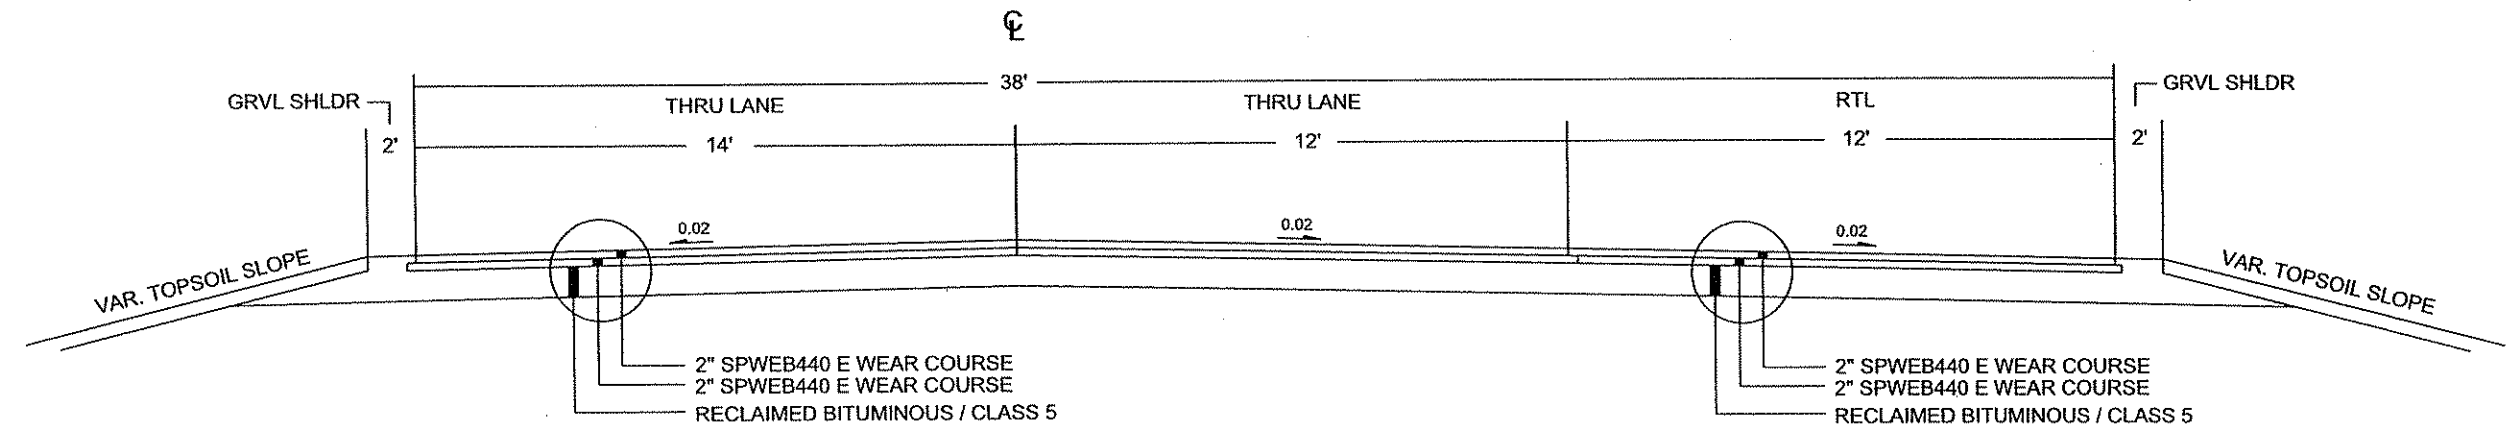 ℄
38'
GRVL SHLDR
THRU LANE
THRU LANE
RTL
GRVL SHLDR
2'
14'
12'
12'
2'
0.02
0.02
0.02
VAR. TOPSOIL SLOPE
VAR. TOPSOIL SLOPE
2" SPWEB440 E WEAR COURSE
2" SPWEB440 E WEAR COURSE
RECLAIMED BITUMINOUS / CLASS 5
2" SPWEB440 E WEAR COURSE
2" SPWEB440 E WEAR COURSE
RECLAIMED BITUMINOUS / CLASS 5